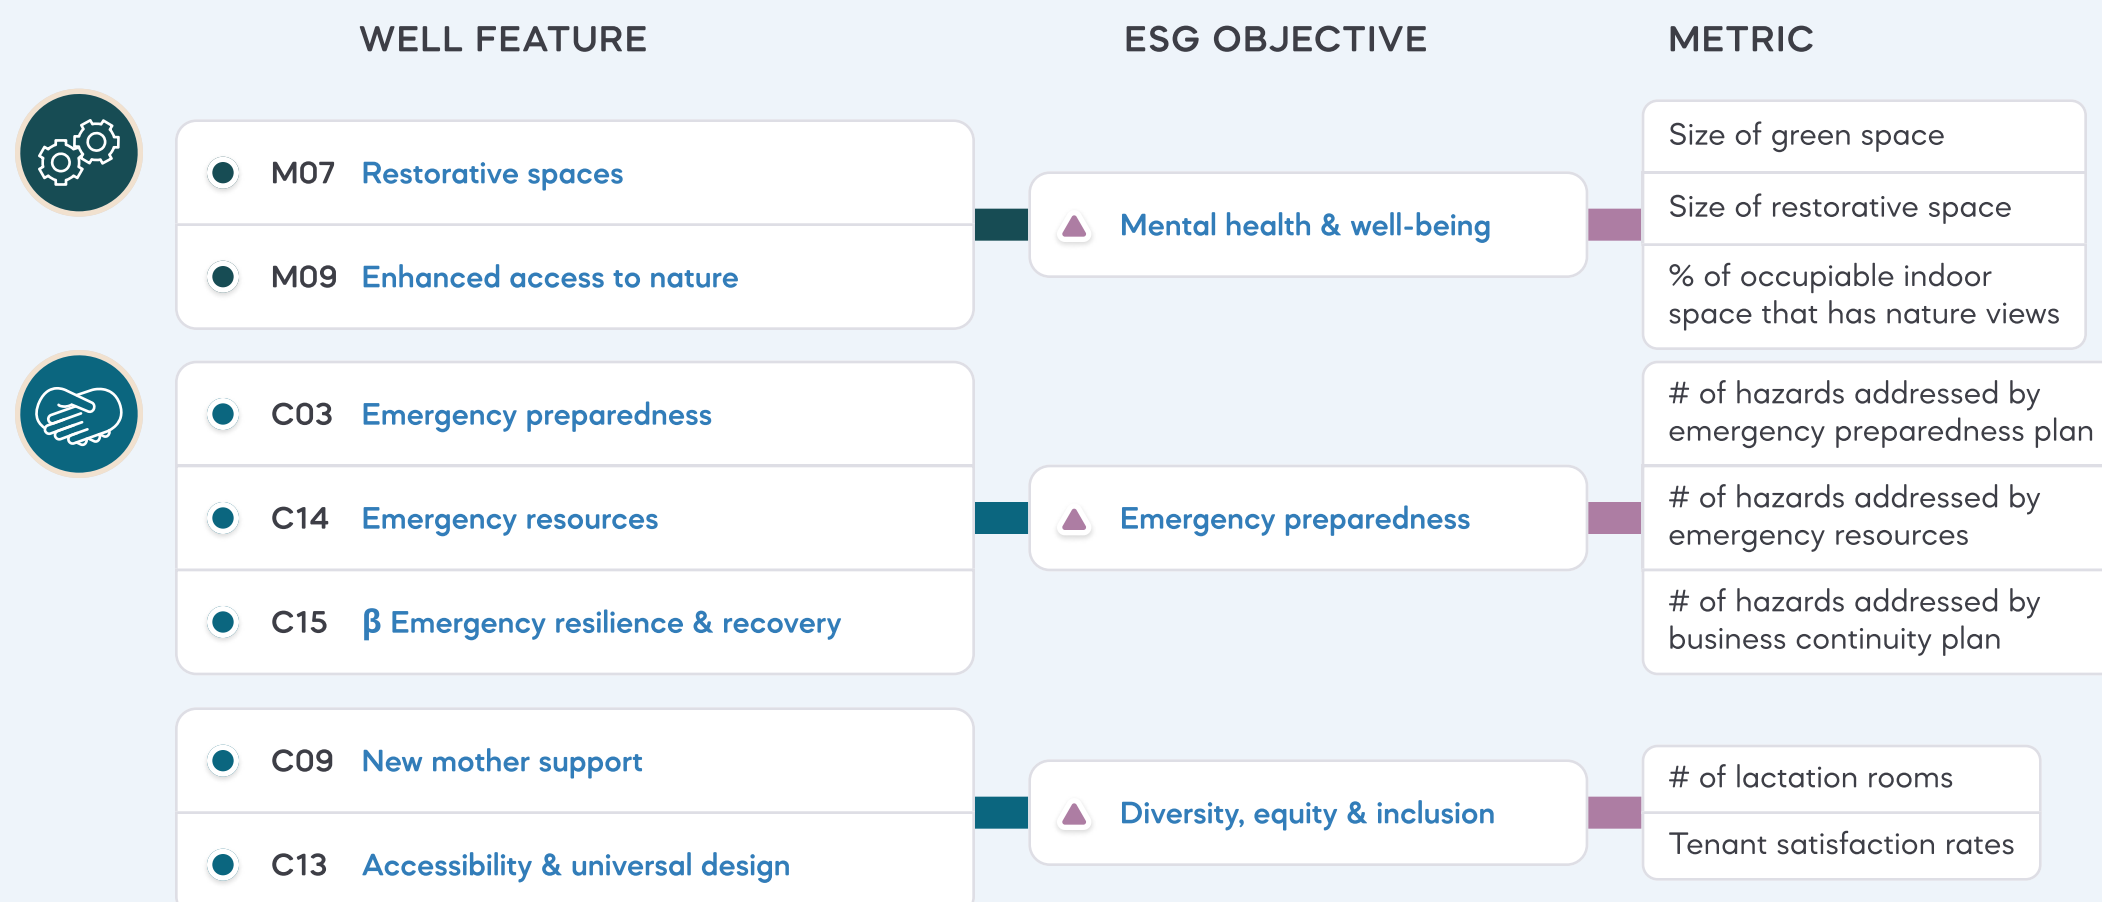 WELL FEATURE
ESG OBJECTIVE
METRIC
M07 Restorative spaces
M09 Enhanced access to nature
Mental health & well-being
Size of green space
Size of restorative space
% of occupiable indoor
space that has nature views
C03 Emergency preparedness
C14 Emergency resources
C15 β Emergency resilience & recovery
Emergency preparedness
# of hazards addressed by
emergency preparedness plan
# of hazards addressed by
emergency resources
# of hazards addressed by
business continuity plan
C09 New mother support
C13 Accessibility & universal design
Diversity, equity & inclusion
# of lactation rooms
Tenant satisfaction rates